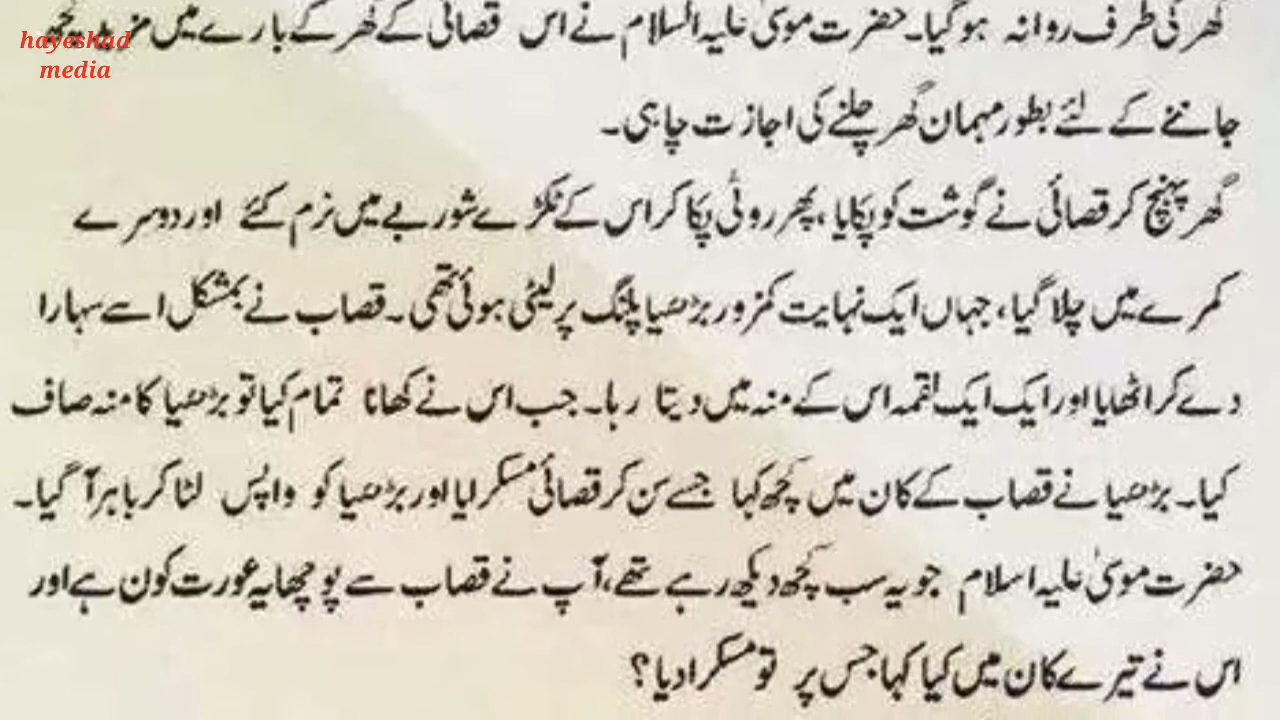 hayeshad
media
گھر کی طرف روانہ ہو گیا۔ حضرت موسیٰ علیہ السلام نے اس قصائی کے گھر کے بارے میں مزید کچھ
جاننے کے لئے بطور مہمان گھر چلنے کی اجازت چاہی۔
گھر پہنچ کر قصائی نے گوشت کو پکایا، پھر روٹی پکا کر اس کے ٹکڑے شوربے میں نرم کئے اور دوسرے
کمرے میں چلا گیا، جہاں ایک نہایت کمزور بڑھیا پلنگ پر لیٹی ہوئی تھی۔ قصاب نے بمشکل اسے سہارا
دے کر اٹھایا اور ایک ایک لقمہ اس کے منہ میں دیتا رہا۔ جب اس نے کھانا تمام کیا تو بڑھیا کا منہ صاف
کیا۔ بڑھیا نے قصاب کے کان میں کچھ کہا جسے سن کر قصائی مسکرایا اور بڑھیا کو واپس لٹا کر باہر آ گیا۔
حضرت موسیٰ علیہ اسلام جو یہ سب کچھ دیکھ رہے تھے، آپ نے قصاب سے پوچھا یہ عورت کون ہے اور
اس نے تیرے کان میں کیا کہا جس پر تو مسکرا دیا؟